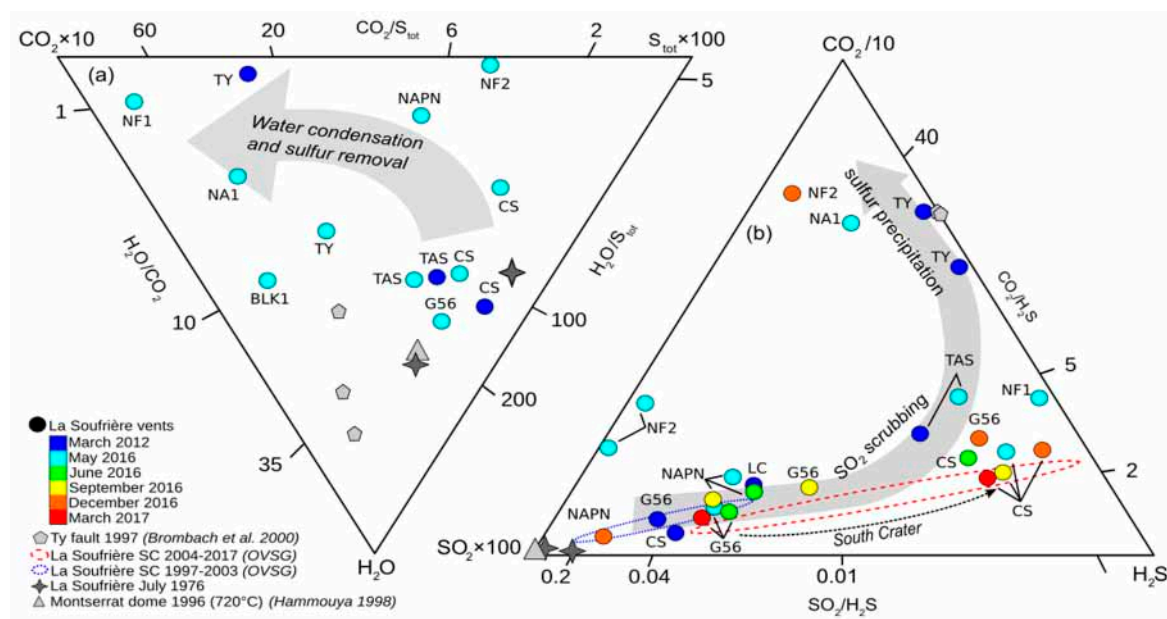 CO2×10
60
20
CO2/Stot
6
2
Stot×100
(a)
TY
NF2
5
1
NF1
NAPN
Water condensation
and sulfur removal
NA1
CS
TY
H2O/CO2
H2O/Stot
BLK1
TAS
TAS
CS
CS
G56
10
100
200
35
H2O
La Soufrière vents
March 2012
May 2016
June 2016
September 2016
December 2016
March 2017
Ty fault 1997 (Brombach et al. 2000)
La Soufrière SC 2004-2017 (OVSG)
La Soufrière SC 1997-2003 (OVSG)
La Soufrière July 1976
Montserrat dome 1996 (720°C) (Hammouya 1998)
CO2/10
40
NF2
NA1
TY
(b)
sulfur precipitation
TY
CO2/H2S
TAS
5
NF1
NF2
SO2 scrubbing
G56
NAPN
LC
G56
CS
2
NAPN
G56
CS
CS
G56
South Crater
SO2×100
0.2
0.04
0.01
H2S
SO2/H2S